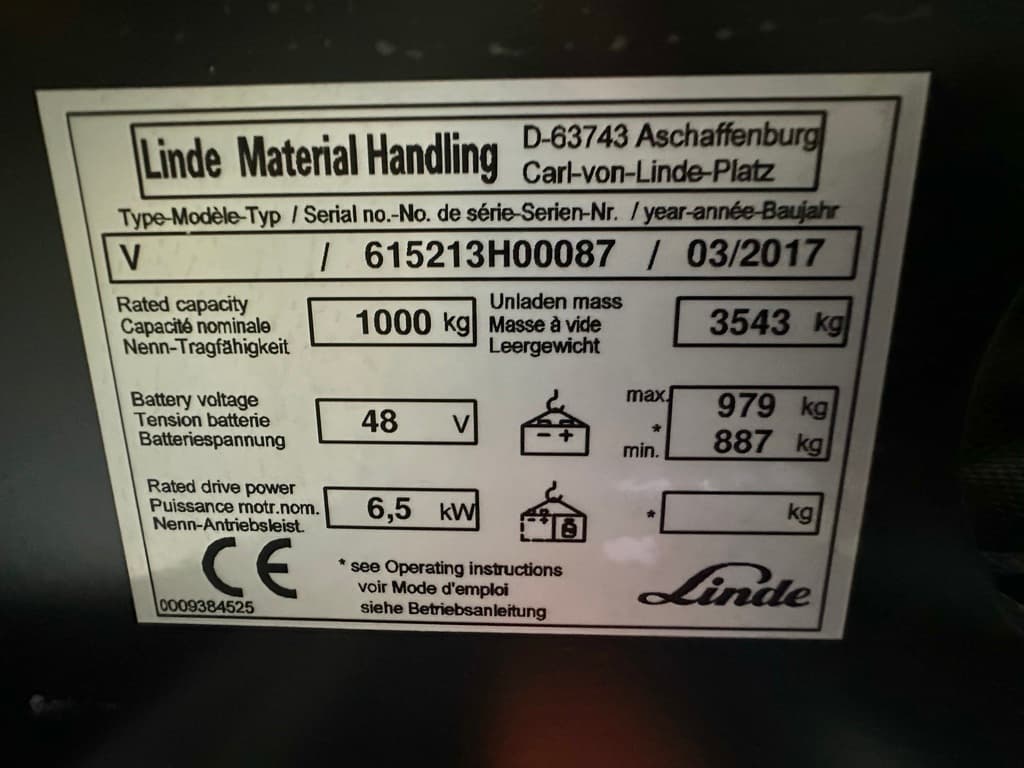 Linde Material Handling D-63743 Aschaffenburg
Carl-von-Linde-Platz
Type-Modèle-Typ / Serial no.-No. de série-Serien-Nr. / year-année-Baujahr
V / 615213H00087 / 03/2017
Rated capacity
Capacité nominale
Nenn-Tragfähigkeit
1000 kg
Unladen mass
Masse à vide
Leergewicht
3543 kg
Battery voltage
Tension batterie
Batteriespannung
48 V
- +
max. 979 kg
*
min. 887 kg
Rated drive power
Puissance motr.nom.
Nenn-Antriebsleist.
6,5 kW
* kg
CE
0009384525
* see Operating instructions
voir Mode d'emploi
siehe Betriebsanleitung
Linde